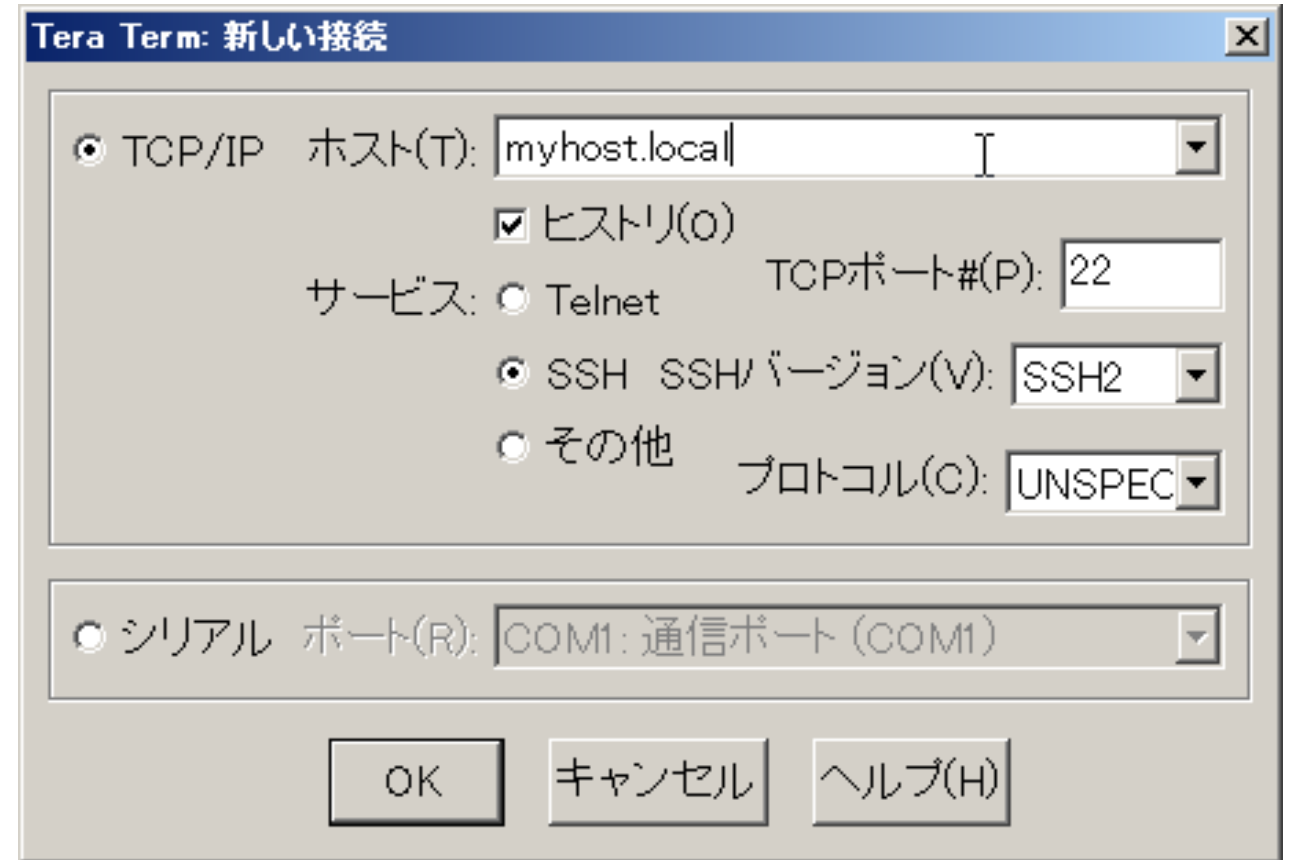 Tera Term: 新しい接続
TCP/IP ホスト(T): myhost.local
ヒストリ(O)
TCPポート#(P): 22
サービス: Telnet
SSH SSHバージョン(V): SSH2
その他
プロトコル(C): UNSPEC
シリアル ポート(R): COM1: 通信ポート (COM1)
OK キャンセル ヘルプ(H)